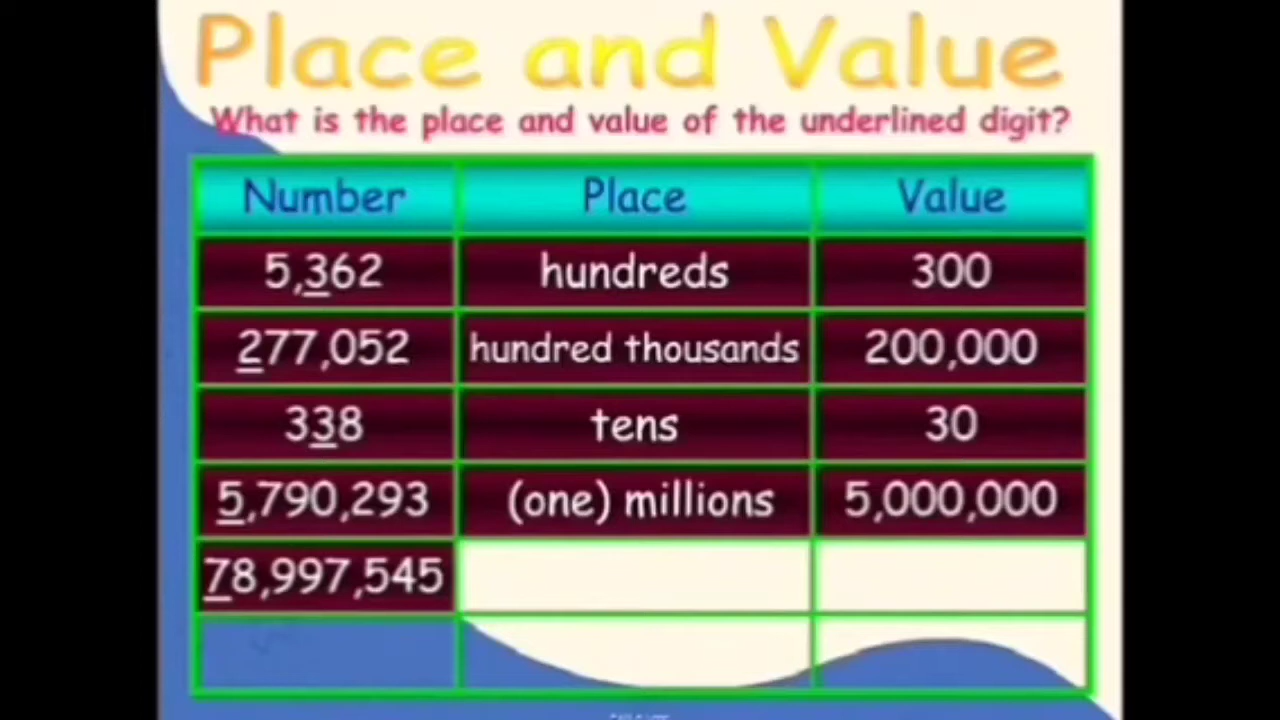 Place and Value
What is the place and value of the underlined digit?
Number Place Value
5,362 hundreds 300
277,052 hundred thousands 200,000
338 tens 30
5,790,293 (one) millions 5,000,000
78,997,545